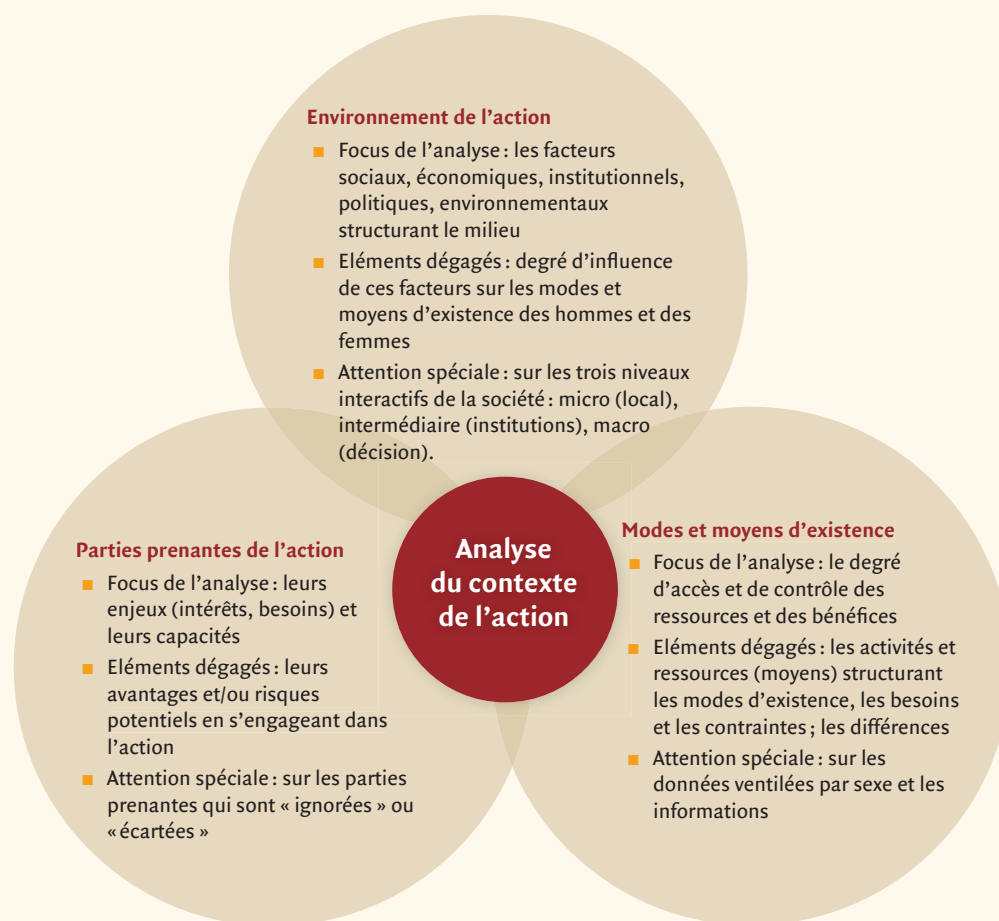 Environnement de l’action
■ Focus de l’analyse : les facteurs
sociaux, économiques, institutionnels,
politiques, environnementaux
structurant le milieu
■ Eléments dégagés : degré d’influence
de ces facteurs sur les modes et
moyens d’existence des hommes et des
femmes
■ Attention spéciale : sur les trois niveaux
interactifs de la société : micro (local),
intermédiaire (institutions), macro
(décision).
Analyse
du contexte
de l’action
Parties prenantes de l’action
■ Focus de l’analyse : leurs
enjeux (intérêts, besoins) et
leurs capacités
■ Eléments dégagés : leurs
avantages et/ou risques
potentiels en s’engageant dans
l’action
■ Attention spéciale : sur les parties
prenantes qui sont « ignorées » ou
« écartées »
Modes et moyens d’existence
■ Focus de l’analyse : le degré
d’accès et de contrôle des
ressources et des bénéfices
■ Eléments dégagés : les activités et
ressources (moyens) structurant
les modes d’existence, les besoins
et les contraintes ; les différences
■ Attention spéciale : sur les
données ventilées par sexe et les
informations